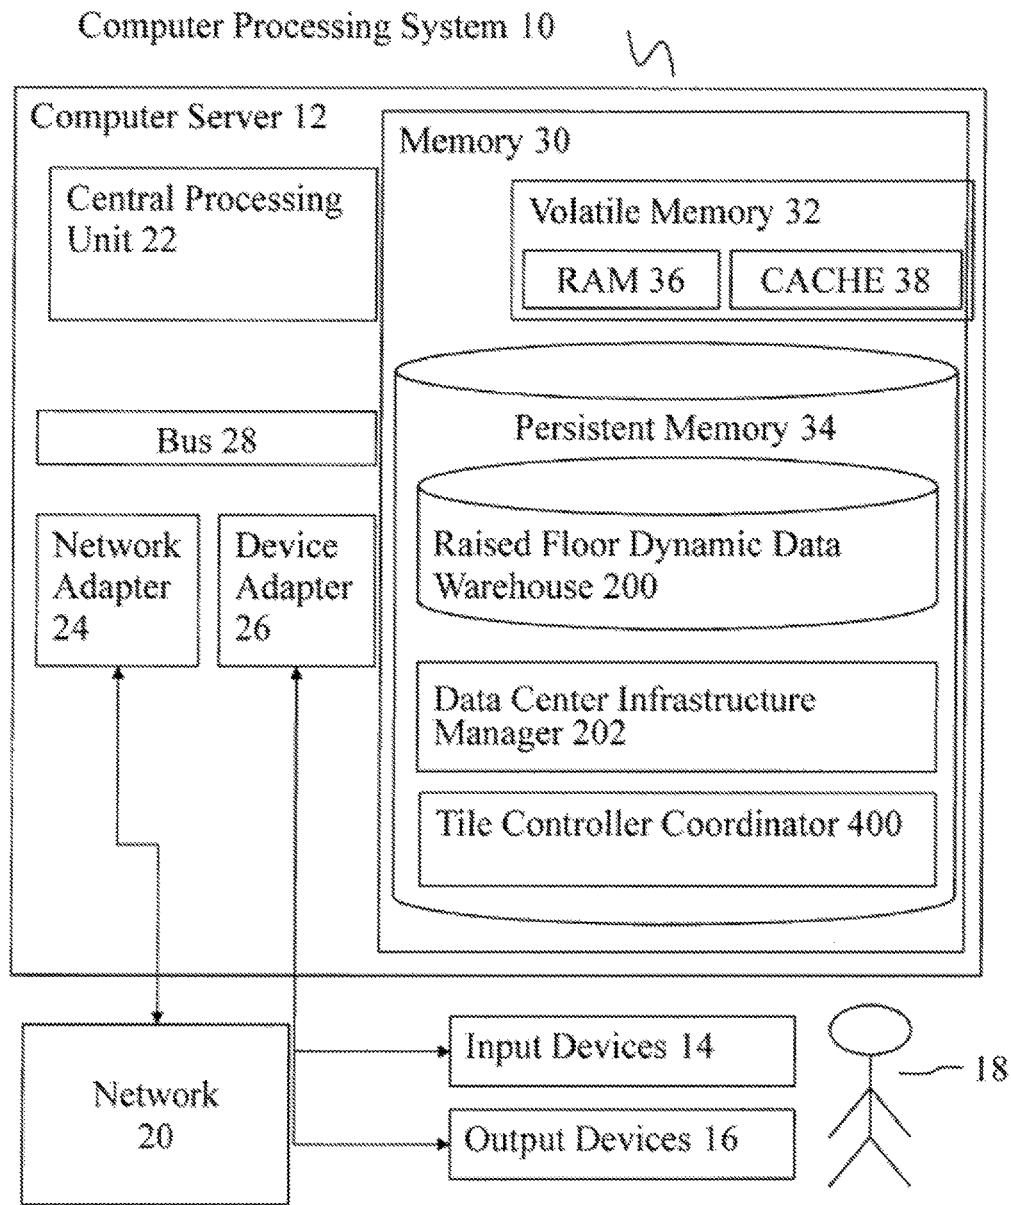 Computer Processing System 10
Computer Server 12
Memory 30
Central Processing
Unit 22
Volatile Memory 32
RAM 36
CACHE 38
Persistent Memory 34
Bus 28
Raised Floor Dynamic Data
Warehouse 200
Network
Adapter
24
Device
Adapter
26
Data Center Infrastructure
Manager 202
Tile Controller Coordinator 400
Network
20
Input Devices 14
Output Devices 16
18